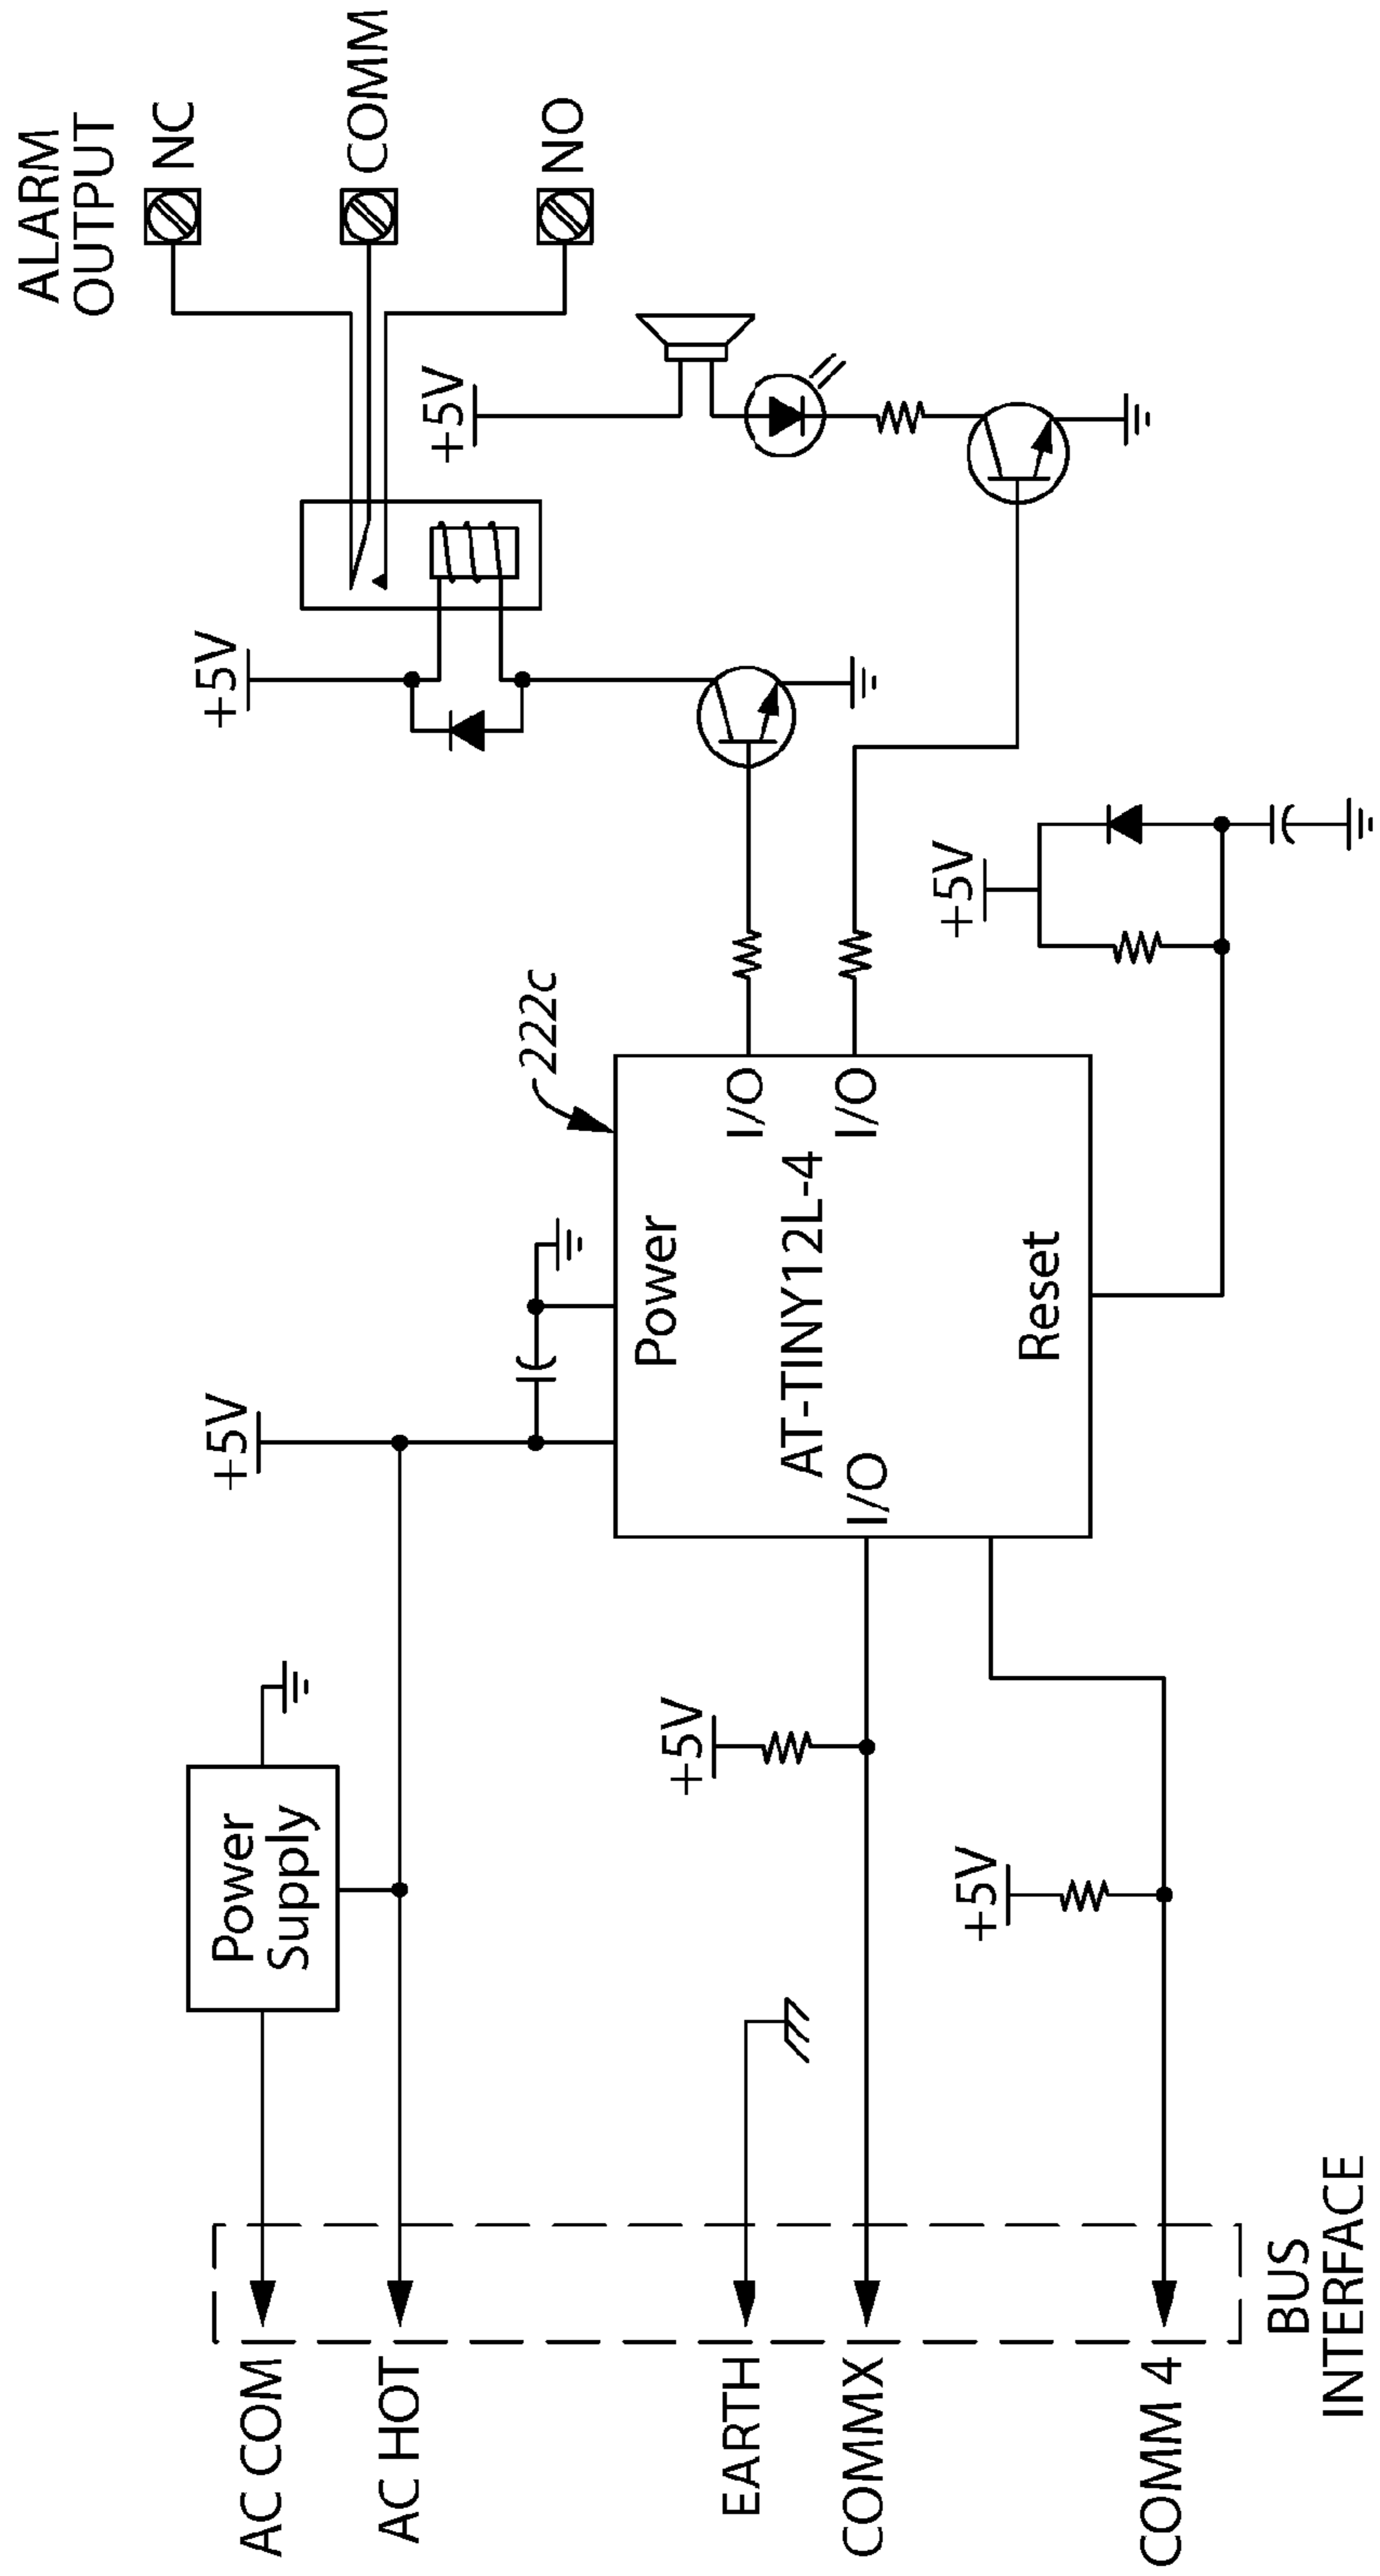 ALARM
OUTPUT
NC
COMM
NO
+5V
+5V
+5V
222c
I/O
I/O
Power
AT-TINY12L-4
Reset
I/O
+5V
Power
Supply
+5V
+5V
AC COM
AC HOT
EARTH
COMMX
COMM 4
BUS
INTERFACE